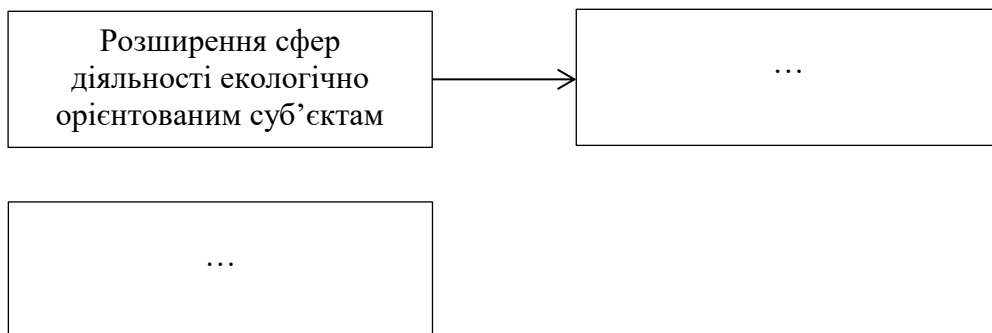 Розширення сфер
діяльності екологічно
орієнтованим суб’єктам
…
…